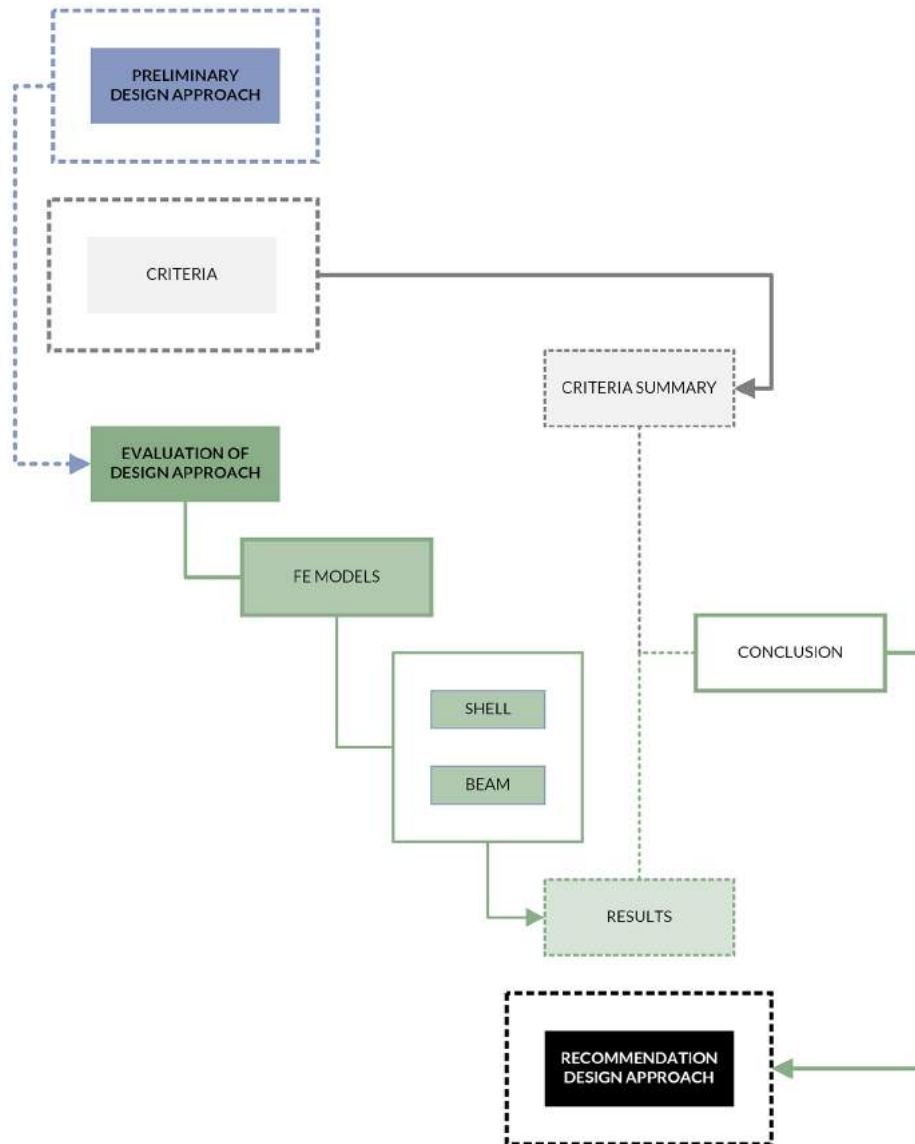 PRELIMINARY
DESIGN APPROACH
CRITERIA
CRITERIA SUMMARY
EVALUATION OF
DESIGN APPROACH
FE MODELS
CONCLUSION
SHELL
BEAM
RESULTS
RECOMMENDATION
DESIGN APPROACH